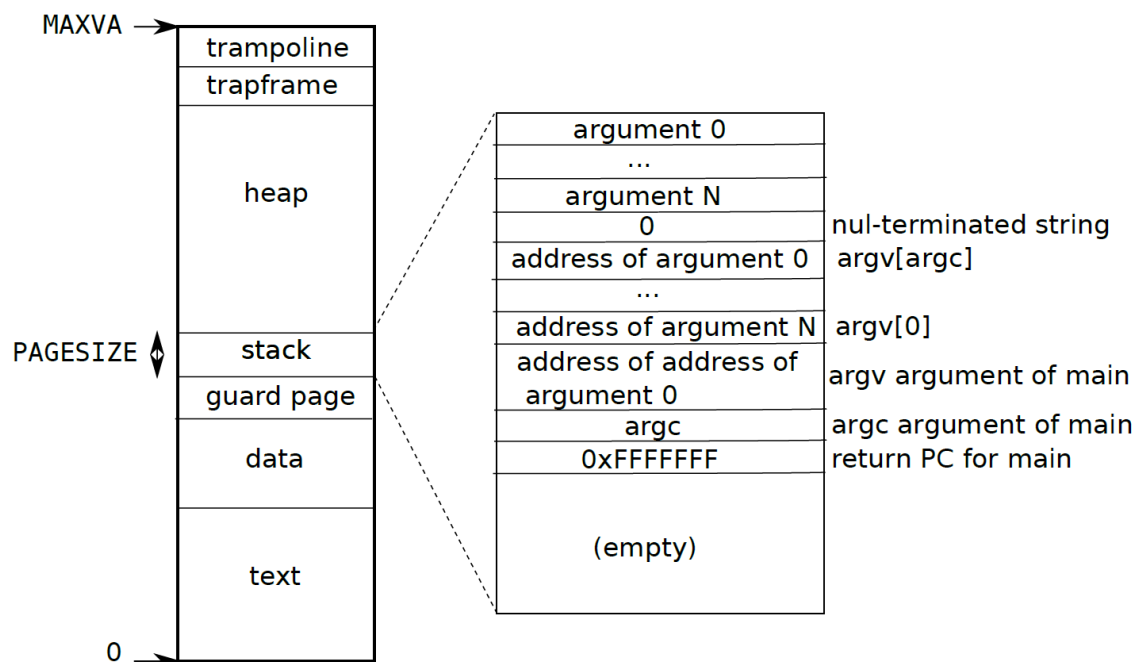 MAXVA
trampoline
trapframe
heap
PAGESIZE
stack
guard page
data
text
0
argument 0
...
argument N
0 nul-terminated string
address of argument 0 argv[argc]
...
address of argument N argv[0]
address of address of
argument 0
argv argument of main
argc argc argument of main
0xFFFFFFF return PC for main
(empty)